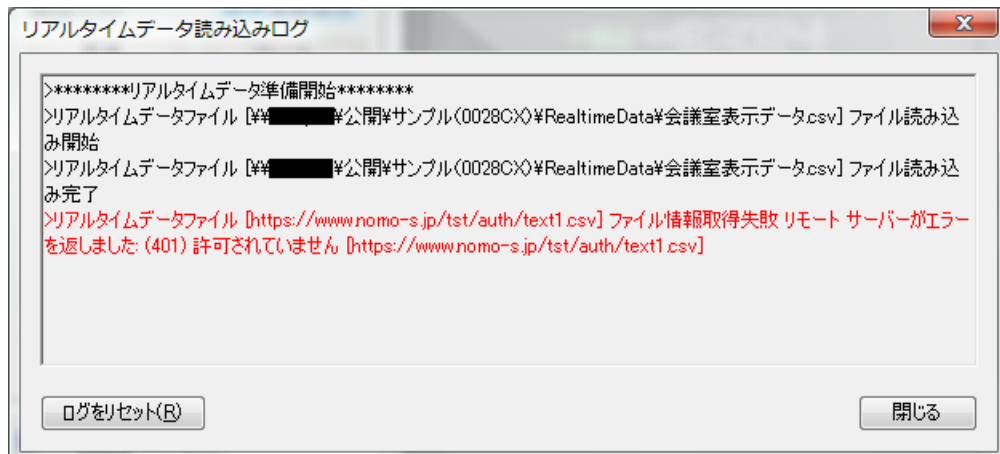 リアルタイムデータ読み込みログ
>********リアルタイムデータ準備開始********
>リアルタイムデータファイル [¥¥ ¥公開¥サンプル(0028CX)¥RealtimeData¥会議室表示データ.csv] ファイル読み込
み開始
>リアルタイムデータファイル [¥¥ ¥公開¥サンプル(0028CX)¥RealtimeData¥会議室表示データ.csv] ファイル読み込
み完了
>リアルタイムデータファイル [https://www.nomo-s.jp/tst/auth/text1.csv] ファイル情報取得失敗 リモート サーバーがエラー
を返しました: (401) 許可されていません [https://www.nomo-s.jp/tst/auth/text1.csv]
ログをリセット(R)
閉じる